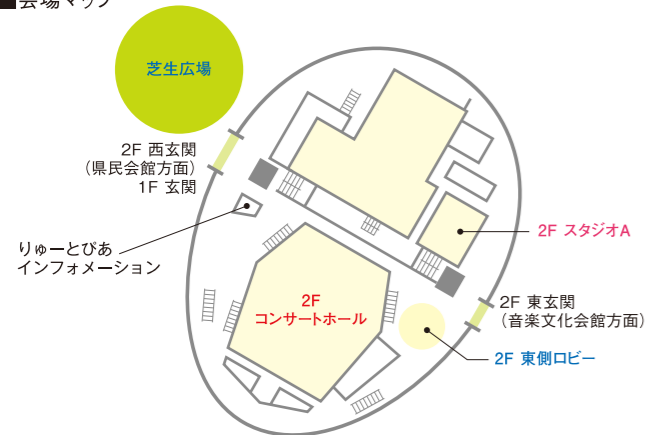 ■会場マップ
芝生広場
2F 西玄関
（県民会館方面）
1F 玄関
りゅーとぴあ
インフォメーション
2F スタジオA
2F
コンサートホール
2F 東玄関
（音楽文化会館方面）
2F 東側ロビー